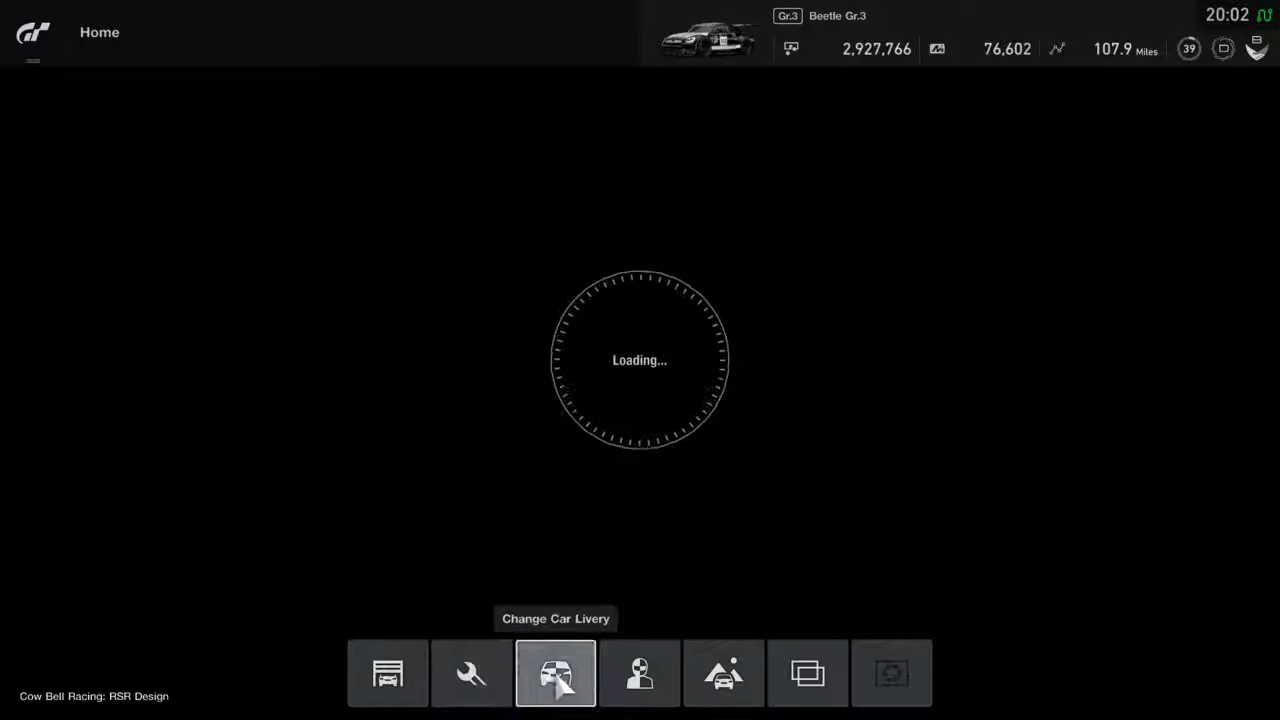 Home
Gr.3 Beetle Gr.3
20:02
2,927,766
76,602
107.9 Miles
39
B
Loading...
Change Car Livery
Cow Bell Racing: RSR Design